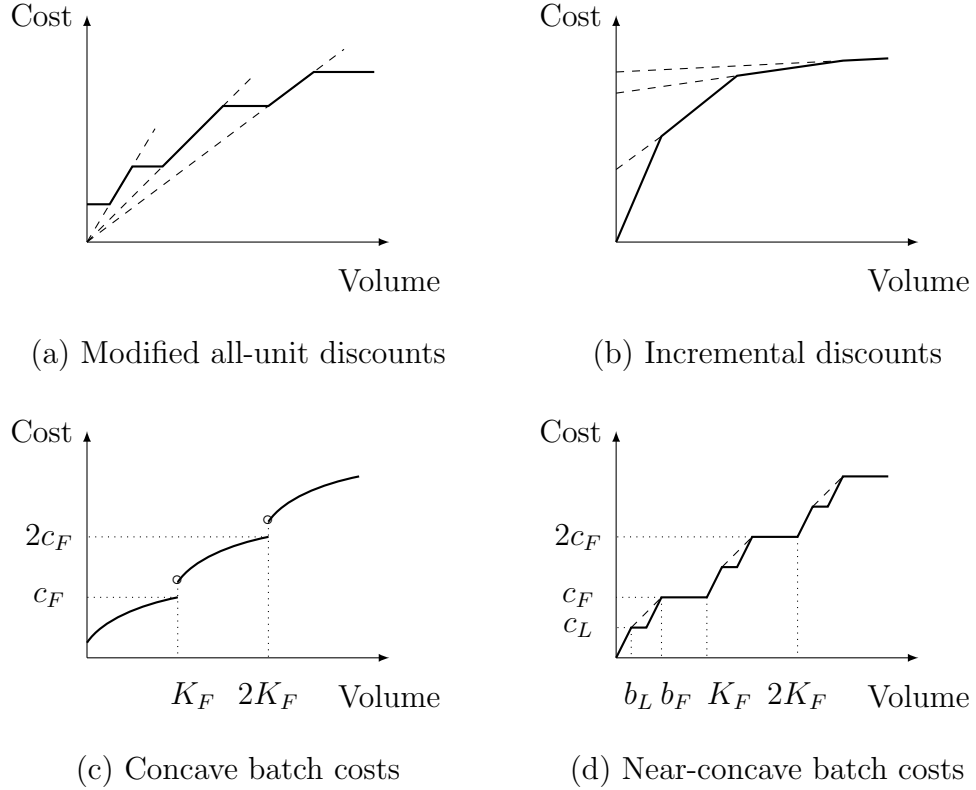 Cost
Volume
(a) Modified all-unit discounts
Cost
Volume
(b) Incremental discounts
Cost
2c_F
c_F
K_F 2K_F Volume
(c) Concave batch costs
Cost
2c_F
c_F
c_L
b_L b_F K_F 2K_F Volume
(d) Near-concave batch costs